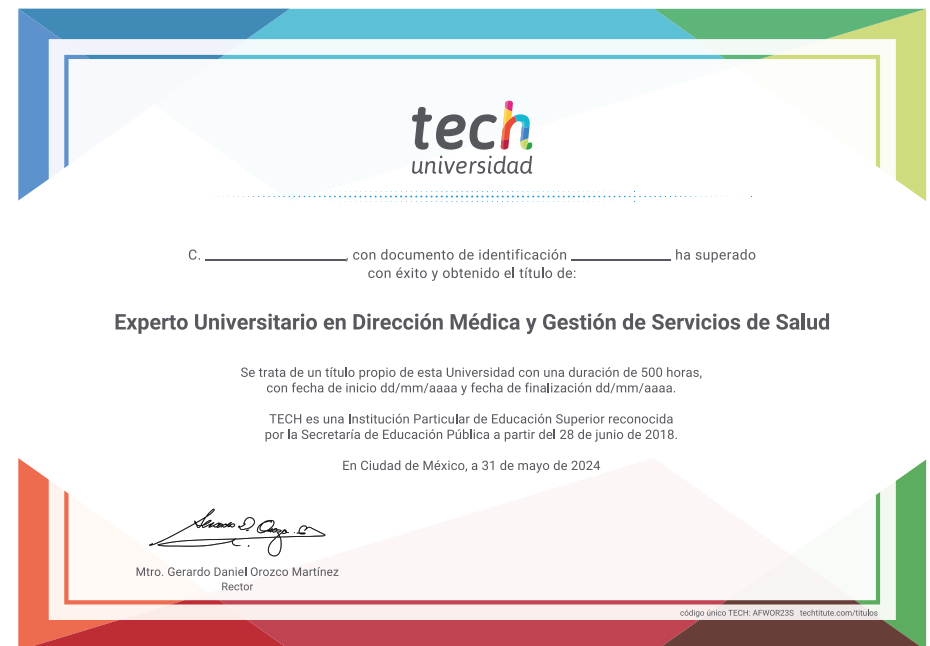 tech
universidad
C. ____________, con documento de identificación ____________ ha superado
con éxito y obtenido el título de:
Experto Universitario en Dirección Médica y Gestión de Servicios de Salud
Se trata de un título propio de esta Universidad con una duración de 500 horas,
con fecha de inicio dd/mm/aaaa y fecha de finalización dd/mm/aaaa.
TECH es una Institución Particular de Educación Superior reconocida
por la Secretaría de Educación Pública a partir del 28 de junio de 2018.
En Ciudad de México, a 31 de mayo de 2024
Mtro. Gerardo Daniel Orozco Martínez
Rector
código único TECH: AFWOR23S techtitute.com/titulos